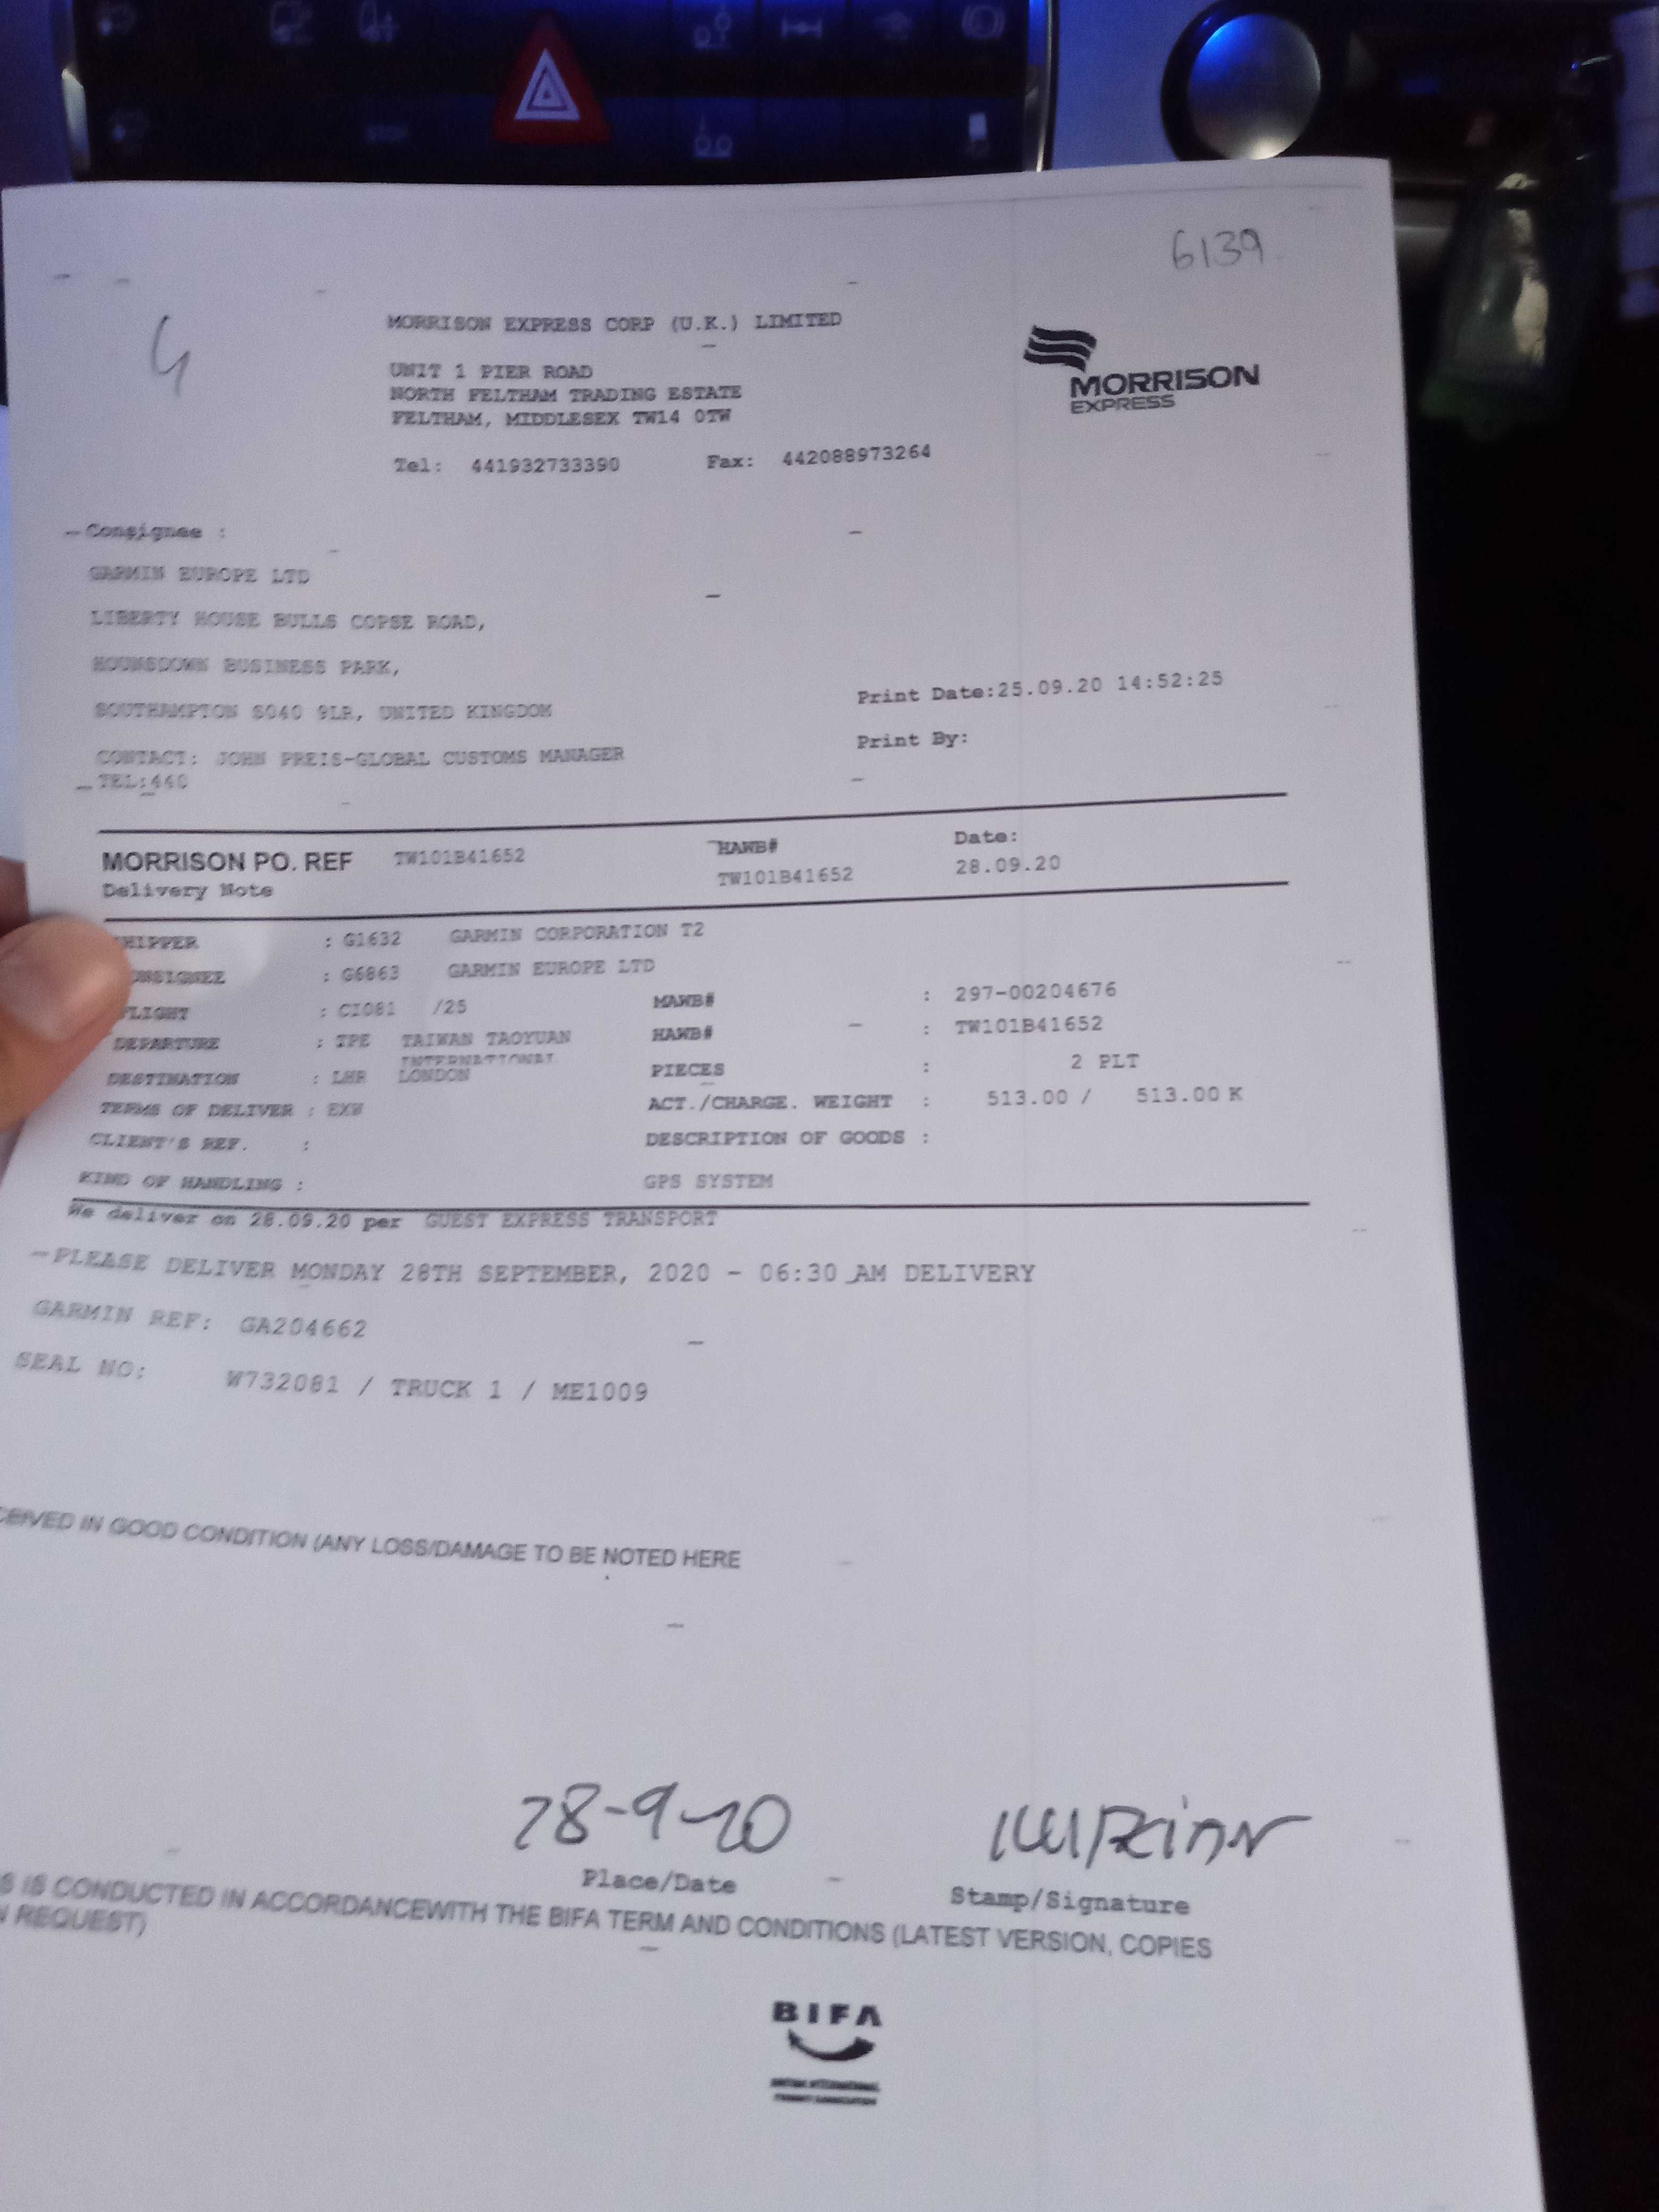 6139
4
MORRISON EXPRESS CORP (U.K.) LIMITED
UNIT 1 PIER ROAD
NORTH FELTHAM TRADING ESTATE
FELTHAM, MIDDLESEX TW14 0TW
Tel: 441932733390 Fax: 442088973264
MORRISON
EXPRESS
Consignee :
GARMIN EUROPE LTD
LIBERTY HOUSE BULLS COPSE ROAD,
HOUNSDOWN BUSINESS PARK,
SOUTHAMPTON SO40 9LR, UNITED KINGDOM
CONTACT: JOHN PREIS-GLOBAL CUSTOMS MANAGER
TEL:440
Print Date:25.09.20 14:52:25
Print By:
MORRISON PO. REF TW101B41652 HAWB# Date:
Delivery Note TW101B41652 28.09.20
HIPPER : G1632 GARMIN CORPORATION T2
ONSIGNEE : G6863 GARMIN EUROPE LTD
FLIGHT : CI081 /25 MAWB# : 297-00204676
DEPARTURE : TPE TAIWAN TAOYUAN INTERNATIONAL HAWB# : TW101B41652
DESTINATION : LHR LONDON PIECES : 2 PLT
TERMS OF DELIVER : EXW ACT./CHARGE. WEIGHT : 513.00 / 513.00 K
CLIENT'S REF. : DESCRIPTION OF GOODS :
KIND OF HANDLING : GPS SYSTEM
We deliver on 28.09.20 per GUEST EXPRESS TRANSPORT
PLEASE DELIVER MONDAY 28TH SEPTEMBER, 2020 - 06:30 AM DELIVERY
GARMIN REF: GA204662
SEAL NO: W732081 / TRUCK 1 / ME1009
CEIVED IN GOOD CONDITION (ANY LOSS/DAMAGE TO BE NOTED HERE
28-9-20
Place/Date Stamp/Signature
S IS CONDUCTED IN ACCORDANCEWITH THE BIFA TERM AND CONDITIONS (LATEST VERSION, COPIES
N REQUEST)
BIFA